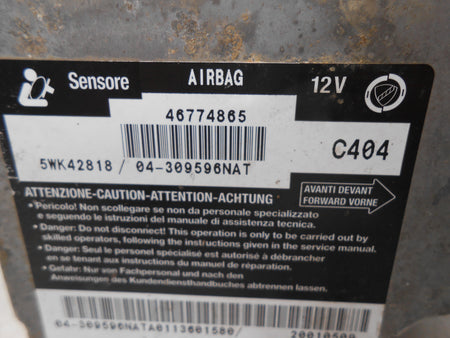 Sensore AIRBAG 12V
46774865
5WK42818 / 04-309596NAT
C404
ATTENZIONE-CAUTION-ATTENTION-ACHTUNG
AVANTI DEVANT
FORWARD VORNE
• Pericolo! Non scollegare se non da personale specializzato
e seguendo le istruzioni del manuale di assistenza tecnica.
• Danger: Do not disconnect! This operation is only to be carried out by
skilled operators, following the instructions given in the service manual.
• Danger: Seul le personel spécialisé est autorisé à débrancher
en se tenant aux instructions du manuel de réparation.
• Gefahr: Nur von Fachpersonal und nach den
Anweisungen des Kundendiensthandbuches abtrennen lassen.
04-309596NATA0113601580/ 20010509